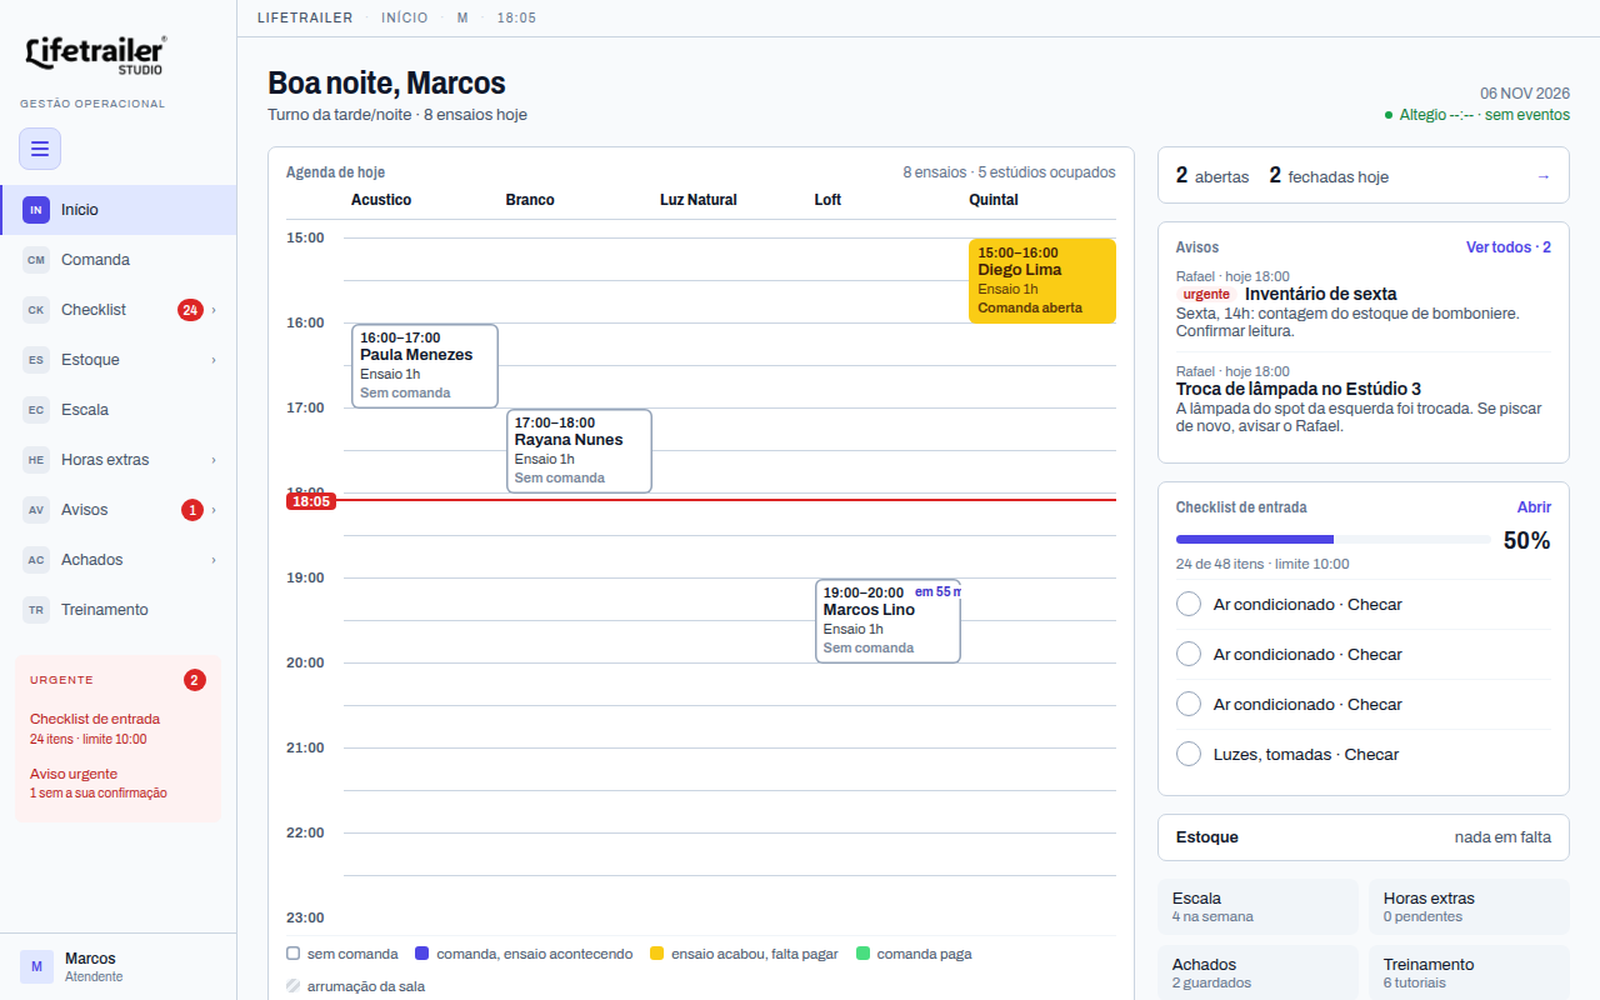 Lifetrailer®
STUDIO
GESTÃO OPERACIONAL
IN Início
CM Comanda
CK Checklist 24 ›
ES Estoque ›
EC Escala
HE Horas extras ›
AV Avisos 1 ›
AC Achados ›
TR Treinamento
URGENTE 2
Checklist de entrada
24 itens · limite 10:00
Aviso urgente
1 sem a sua confirmação
M Marcos
Atendente
LIFETRAILER · INÍCIO · M · 18:05
Boa noite, Marcos
Turno da tarde/noite · 8 ensaios hoje
06 NOV 2026
Altegio --:-- · sem eventos
Agenda de hoje
8 ensaios · 5 estúdios ocupados
Acustico Branco Luz Natural Loft Quintal
15:00
15:00–16:00
Diego Lima
Ensaio 1h
Comanda aberta
16:00
16:00–17:00
Paula Menezes
Ensaio 1h
Sem comanda
17:00
17:00–18:00
Rayana Nunes
Ensaio 1h
Sem comanda
18:00
18:05
19:00
19:00–20:00 em 55 m
Marcos Lino
Ensaio 1h
Sem comanda
20:00
21:00
22:00
23:00
sem comanda comanda, ensaio acontecendo ensaio acabou, falta pagar comanda paga
arrumação da sala
2 abertas 2 fechadas hoje →
Avisos Ver todos · 2
Rafael · hoje 18:00
urgente Inventário de sexta
Sexta, 14h: contagem do estoque de bomboniere.
Confirmar leitura.
Rafael · hoje 18:00
Troca de lâmpada no Estúdio 3
A lâmpada do spot da esquerda foi trocada. Se piscar
de novo, avisar o Rafael.
Checklist de entrada Abrir
50%
24 de 48 itens · limite 10:00
Ar condicionado · Checar
Ar condicionado · Checar
Ar condicionado · Checar
Luzes, tomadas · Checar
Estoque nada em falta
Escala
4 na semana
Horas extras
0 pendentes
Achados
2 guardados
Treinamento
6 tutoriais